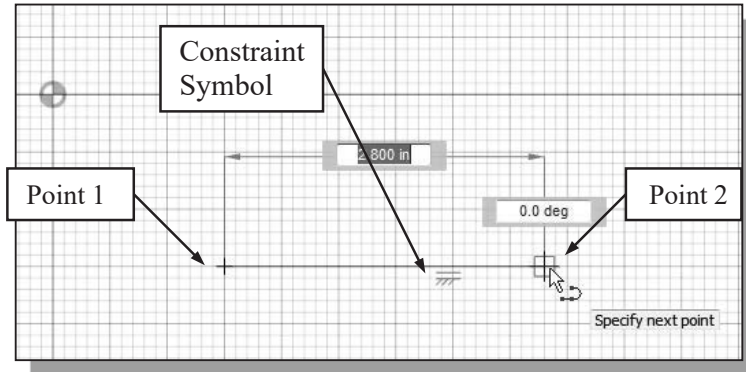 Constraint
Symbol
2.800 in
Point 1
0.0 deg
Point 2
Specify next point